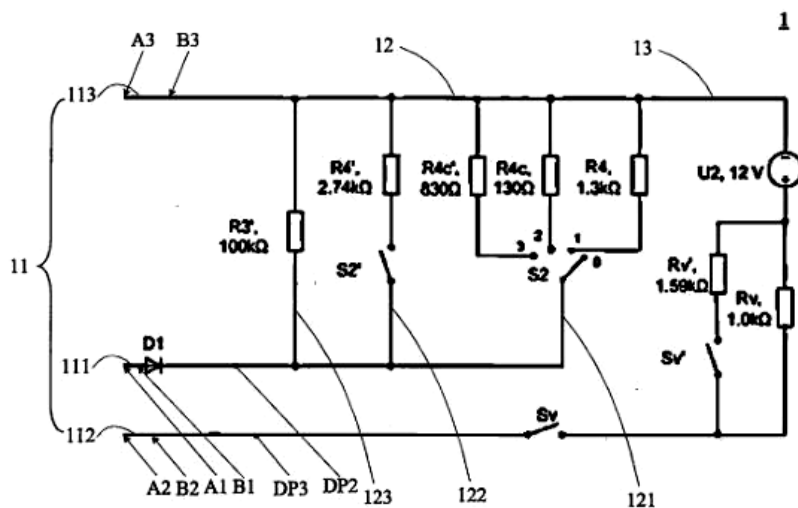 1
A3 B3 12 13
113
R4', 2.74kΩ
R4c', 830Ω
R4c, 130Ω
R4, 1.3kΩ
U2, 12 V
R3', 100kΩ
3 2 1 0
S2' S2
Rv', 1.59kΩ
Rv, 1.0kΩ
11
D1
111
Sv'
Sv
112
A2 B2 A1 B1 DP3 DP2 123 122 121